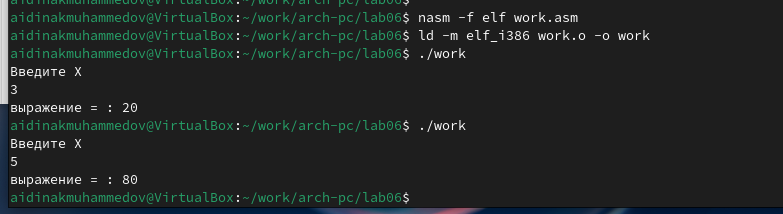 aidinakmuhammedov@VirtualBox:~/work/arch-pc/lab06$ nasm -f elf work.asm
aidinakmuhammedov@VirtualBox:~/work/arch-pc/lab06$ ld -m elf_i386 work.o -o work
aidinakmuhammedov@VirtualBox:~/work/arch-pc/lab06$ ./work
Введите X
3
выражение = : 20
aidinakmuhammedov@VirtualBox:~/work/arch-pc/lab06$ ./work
Введите X
5
выражение = : 80
aidinakmuhammedov@VirtualBox:~/work/arch-pc/lab06$